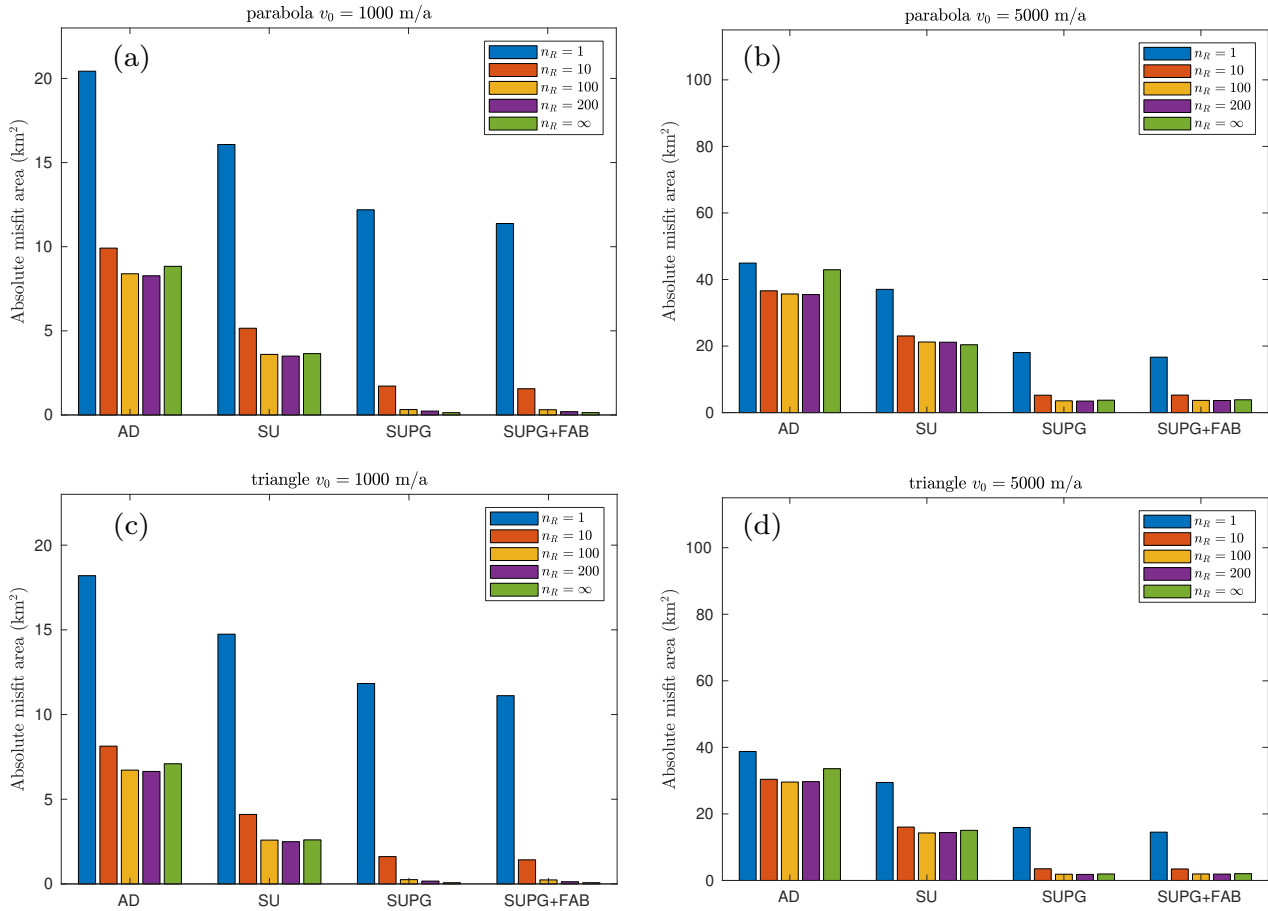 parabola v₀ = 1000 m/a
(a)
n_R = 1
n_R = 10
n_R = 100
n_R = 200
n_R = ∞
Absolute misfit area (km²)
20
15
10
5
0
AD SU SUPG SUPG+FAB
parabola v₀ = 5000 m/a
(b)
n_R = 1
n_R = 10
n_R = 100
n_R = 200
n_R = ∞
Absolute misfit area (km²)
100
80
60
40
20
0
AD SU SUPG SUPG+FAB
triangle v₀ = 1000 m/a
(c)
n_R = 1
n_R = 10
n_R = 100
n_R = 200
n_R = ∞
Absolute misfit area (km²)
20
15
10
5
0
AD SU SUPG SUPG+FAB
triangle v₀ = 5000 m/a
(d)
n_R = 1
n_R = 10
n_R = 100
n_R = 200
n_R = ∞
Absolute misfit area (km²)
100
80
60
40
20
0
AD SU SUPG SUPG+FAB